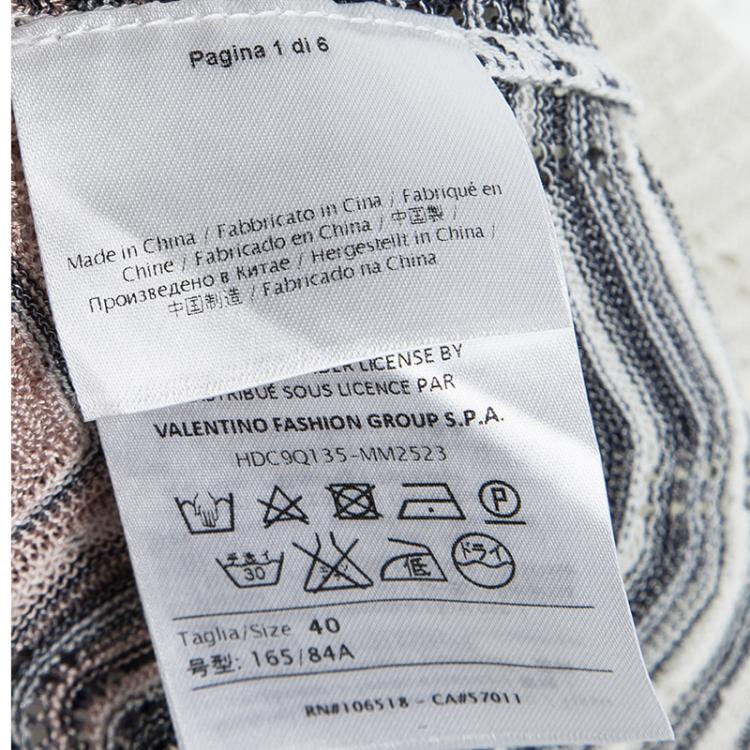 Pagina 1 di 6
Made in China / Fabbricato in Cina / Fabriqué en
Chine / Fabricado en China / 中国製 /
Произведено в Китае / Hergestellt in China /
中国制造 / Fabricado na China
LICENSE BY
SOUS LICENCE PAR
VALENTINO FASHION GROUP S.P.A.
HDC9Q135-MM2523
P
手洗イ 30 低 ドライ
Taglia/Size 40
号型: 165/84A
RN#106518 - CA#57011